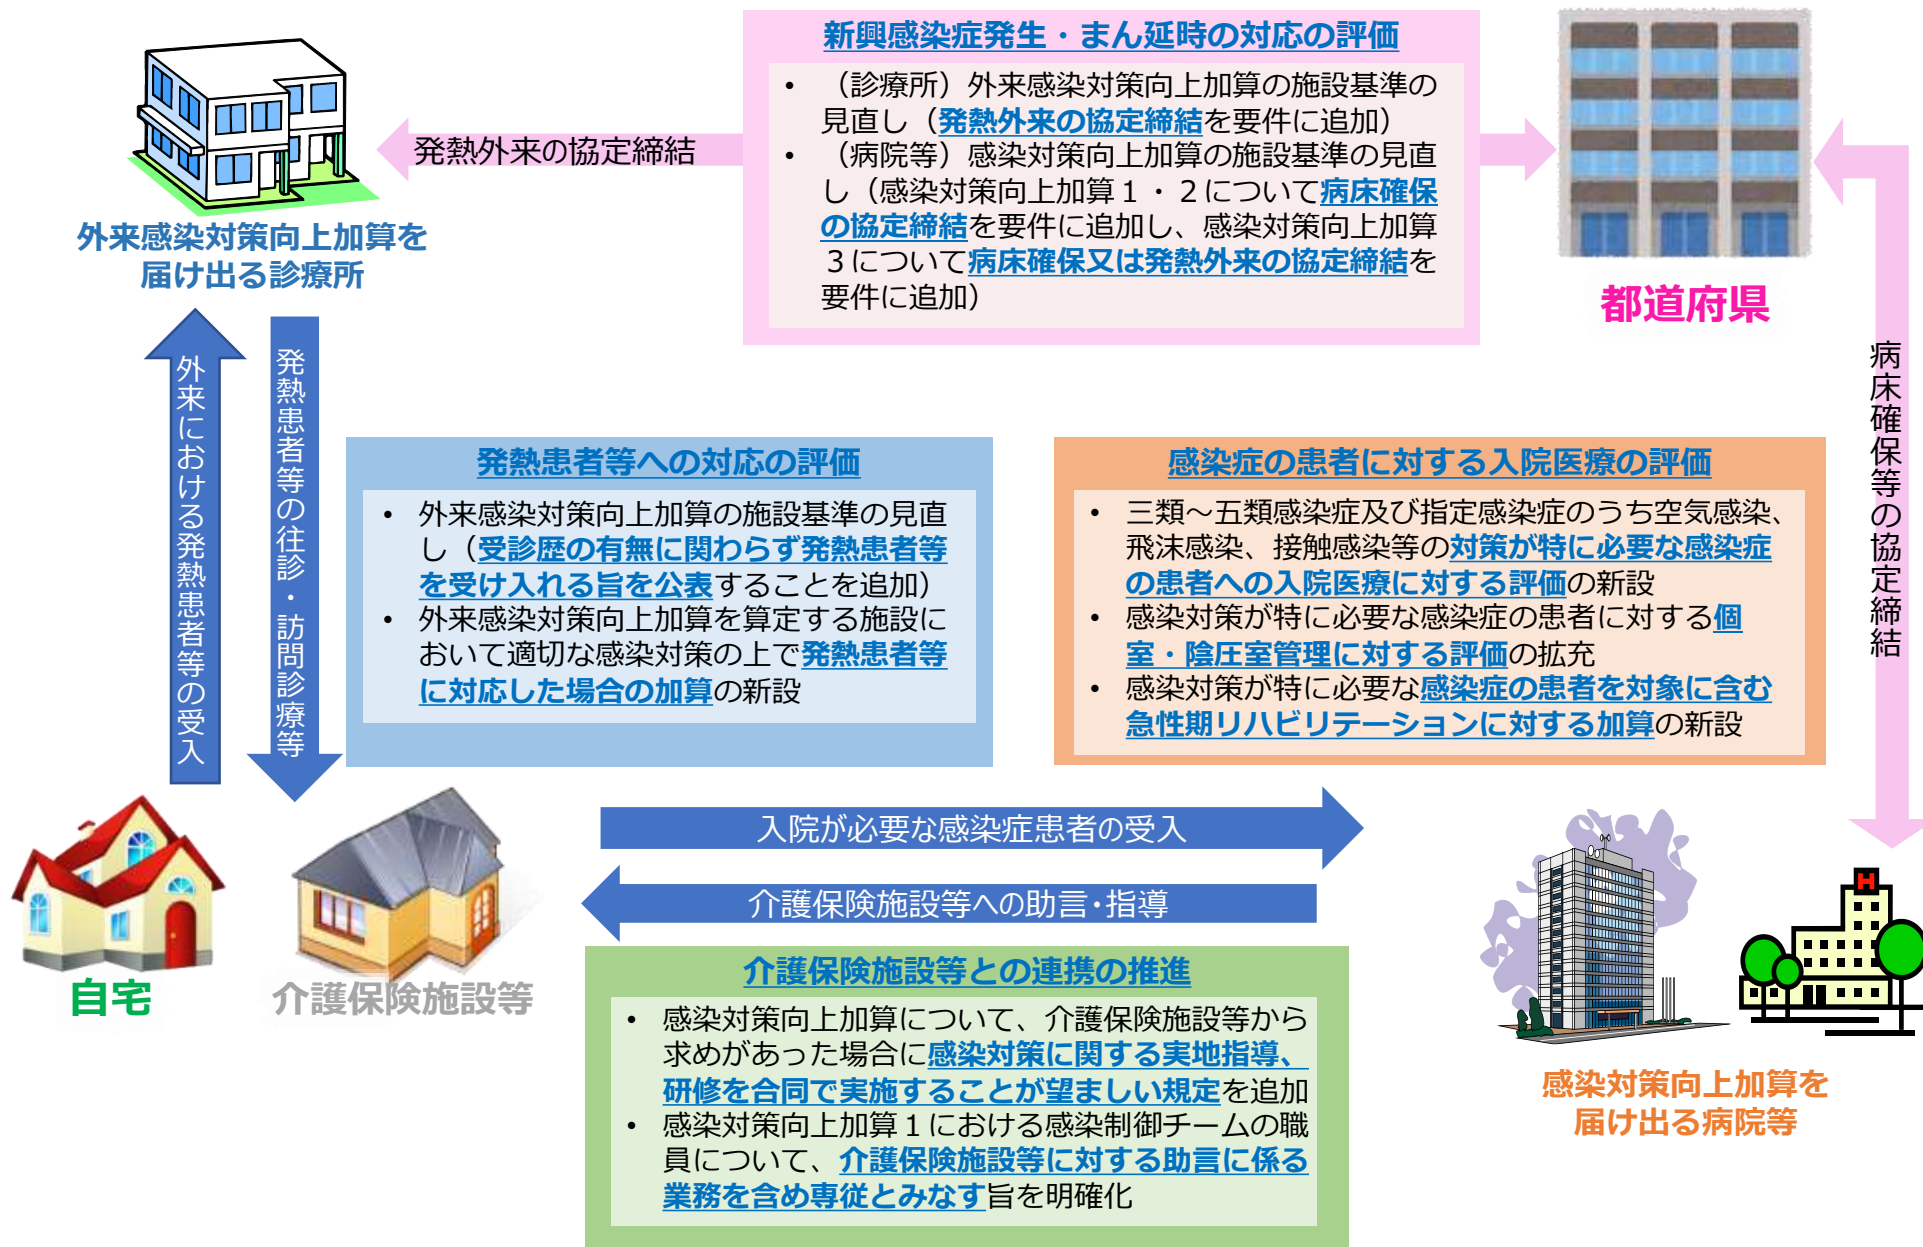 新興感染症発生・まん延時の対応の評価
• （診療所）外来感染対策向上加算の施設基準の
見直し（発熱外来の協定締結を要件に追加）
• （病院等）感染対策向上加算の施設基準の見直
し（感染対策向上加算１・２について病床確保
の協定締結を要件に追加し、感染対策向上加算
３について病床確保又は発熱外来の協定締結を
要件に追加）
発熱外来の協定締結
外来感染対策向上加算を
届け出る診療所
都道府県
病床確保等の協定締結
外来における発熱患者等の受入
発熱患者等の往診・訪問診療等
発熱患者等への対応の評価
• 外来感染対策向上加算の施設基準の見直
し（受診歴の有無に関わらず発熱患者等
を受け入れる旨を公表することを追加）
• 外来感染対策向上加算を算定する施設に
おいて適切な感染対策の上で発熱患者等
に対応した場合の加算の新設
感染症の患者に対する入院医療の評価
• 三類～五類感染症及び指定感染症のうち空気感染、
飛沫感染、接触感染等の対策が特に必要な感染症
の患者への入院医療に対する評価の新設
• 感染対策が特に必要な感染症の患者に対する個
室・陰圧室管理に対する評価の拡充
• 感染対策が特に必要な感染症の患者を対象に含む
急性期リハビリテーションに対する加算の新設
入院が必要な感染症患者の受入
介護保険施設等への助言・指導
自宅
介護保険施設等
介護保険施設等との連携の推進
• 感染対策向上加算について、介護保険施設等から
求めがあった場合に感染対策に関する実地指導、
研修を合同で実施することが望ましい規定を追加
• 感染対策向上加算１における感染制御チームの職
員について、介護保険施設等に対する助言に係る
業務を含め専従とみなす旨を明確化
H
感染対策向上加算を
届け出る病院等